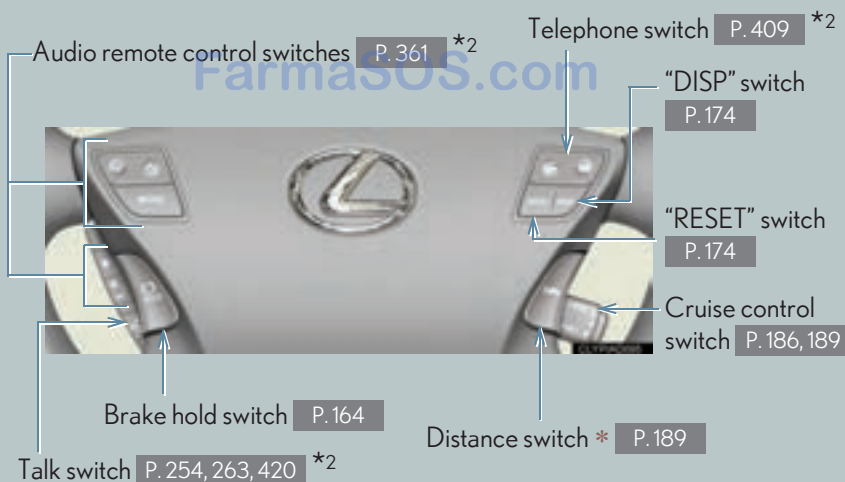 Telephone switch P. 409 *2
Audio remote control switches P. 361 *2
FarmaSOS.com
"DISP" switch
P. 174
"RESET" switch
P. 174
Cruise control
switch P. 186, 189
Brake hold switch P. 164
Distance switch * P. 189
Talk switch P. 254, 263, 420 *2